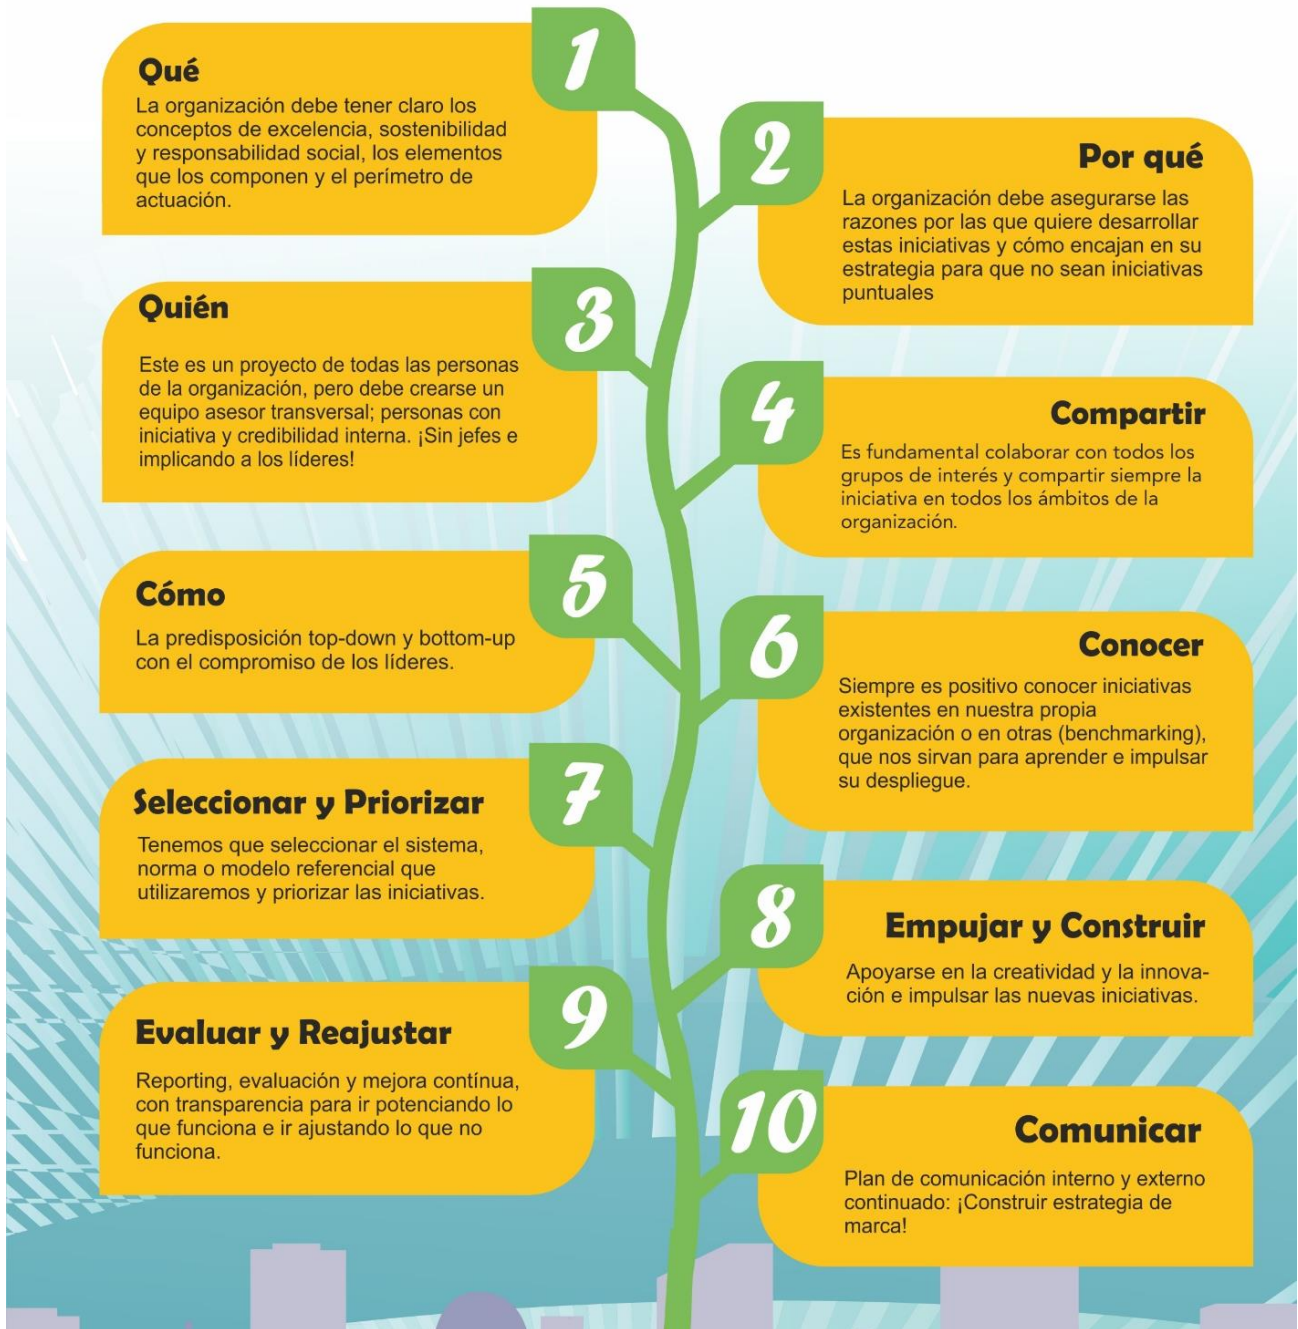 1
Qué
La organización debe tener claro los
conceptos de excelencia, sostenibilidad
y responsabilidad social, los elementos
que los componen y el perímetro de
actuación.
2
Por qué
La organización debe asegurarse las
razones por las que quiere desarrollar
estas iniciativas y cómo encajan en su
estrategia para que no sean iniciativas
puntuales
3
Quién
Este es un proyecto de todas las personas
de la organización, pero debe crearse un
equipo asesor transversal; personas con
iniciativa y credibilidad interna. ¡Sin jefes e
implicando a los líderes!
4
Compartir
Es fundamental colaborar con todos los
grupos de interés y compartir siempre la
iniciativa en todos los ámbitos de la
organización.
5
Cómo
La predisposición top-down y bottom-up
con el compromiso de los líderes.
6
Conocer
Siempre es positivo conocer iniciativas
existentes en nuestra propia
organización o en otras (benchmarking),
que nos sirvan para aprender e impulsar
su despliegue.
7
Seleccionar y Priorizar
Tenemos que seleccionar el sistema,
norma o modelo referencial que
utilizaremos y priorizar las iniciativas.
8
Empujar y Construir
Apoyarse en la creatividad y la innova-
ción e impulsar las nuevas iniciativas.
9
Evaluar y Reajustar
Reporting, evaluación y mejora contínua,
con transparencia para ir potenciando lo
que funciona e ir ajustando lo que no
funciona.
10
Comunicar
Plan de comunicación interno y externo
continuado: ¡Construir estrategia de
marca!